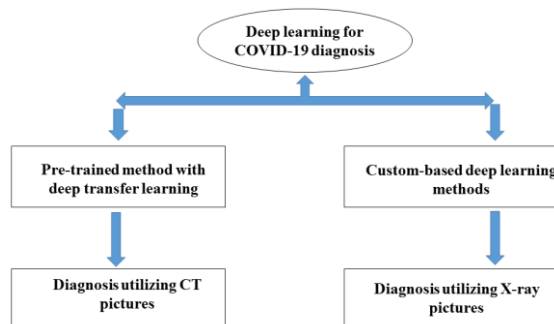 Deep learning for
COVID-19 diagnosis
Pre-trained method with
deep transfer learning
Custom-based deep learning
methods
Diagnosis utilizing CT
pictures
Diagnosis utilizing X-ray
pictures